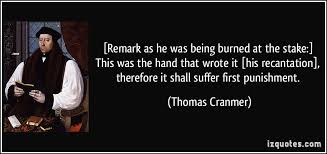 [Remark as he was being burned at the stake:]
This was the hand that wrote it [his recantation],
therefore it shall suffer first punishment.
(Thomas Cranmer)
izquotes.com